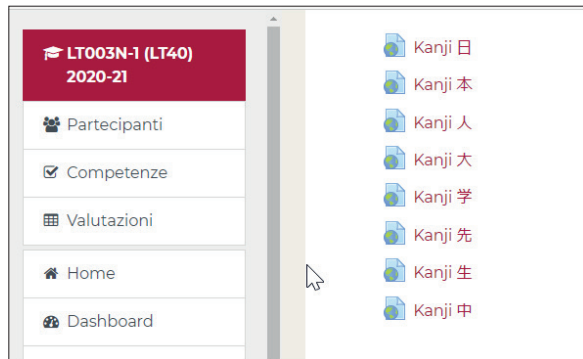 LT003N-1 (LT40)
2020-21
Partecipanti
Competenze
Valutazioni
Home
Dashboard
Kanji 日
Kanji 本
Kanji 人
Kanji 大
Kanji 学
Kanji 先
Kanji 生
Kanji 中